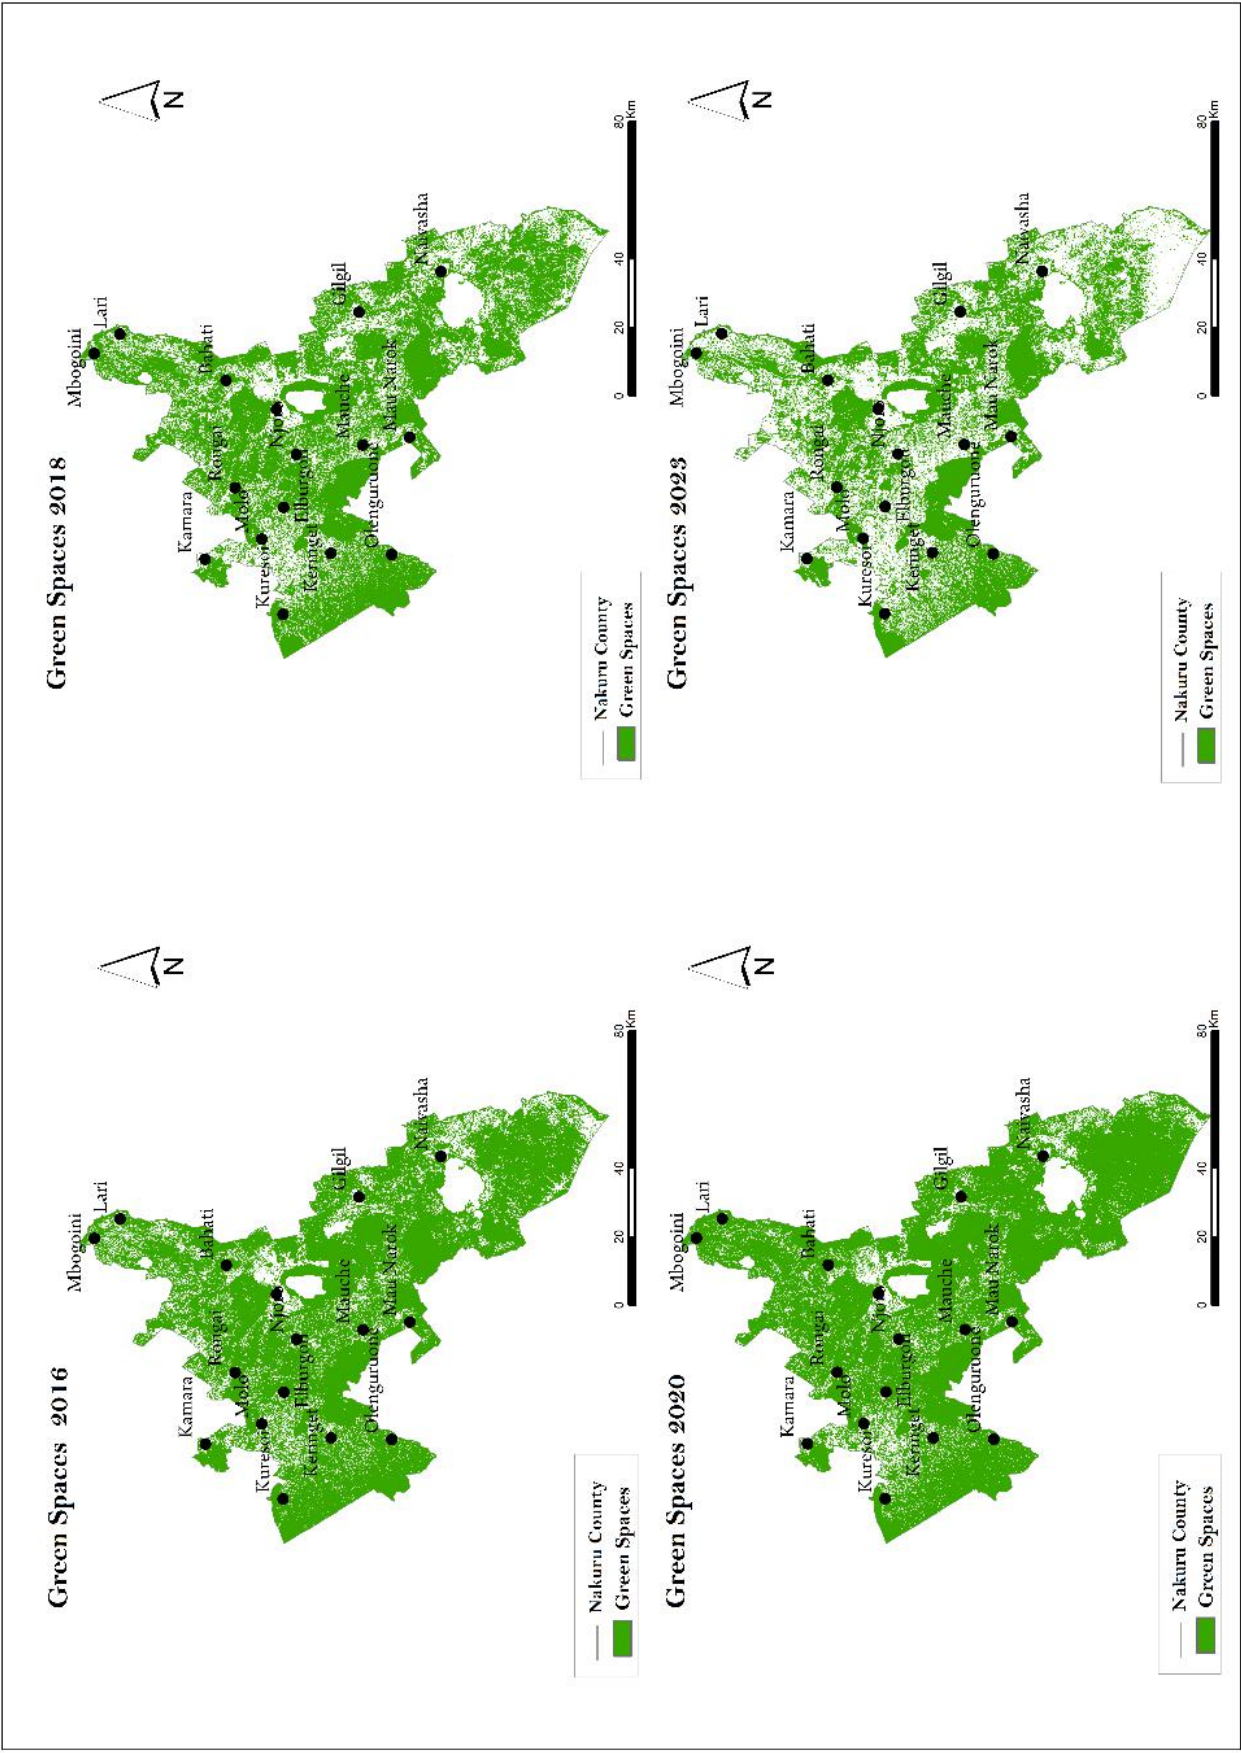 Green Spaces  2016
Mbogoini
Lari
Kamara
Bahati
Rongai
Molo
Kuresoi
Njoro
Elburgon
Keringet
Gilgil
Mauche
Olenguruone
Mau Narok
Naivasha
N
Nakuru County
Green Spaces
0 20 40 80
Km
Green Spaces 2018
Mbogoini
Lari
Kamara
Bahati
Rongai
Molo
Kuresoi
Njoro
Elburgon
Keringet
Gilgil
Mauche
Olenguruone
Mau Narok
Naivasha
N
Nakuru County
Green Spaces
0 20 40 80
Km
Green Spaces 2020
Mbogoini
Lari
Kamara
Bahati
Rongai
Molo
Kuresoi
Njoro
Elburgon
Keringet
Gilgil
Mauche
Olenguruone
Mau Narok
Naivasha
N
Nakuru County
Green Spaces
0 20 40 80
Km
Green Spaces 2023
Mbogoini
Lari
Kamara
Bahati
Rongai
Molo
Kuresoi
Njoro
Elburgon
Keringet
Gilgil
Mauche
Olenguruone
Mau Narok
Naivasha
N
Nakuru County
Green Spaces
0 20 40 80
Km